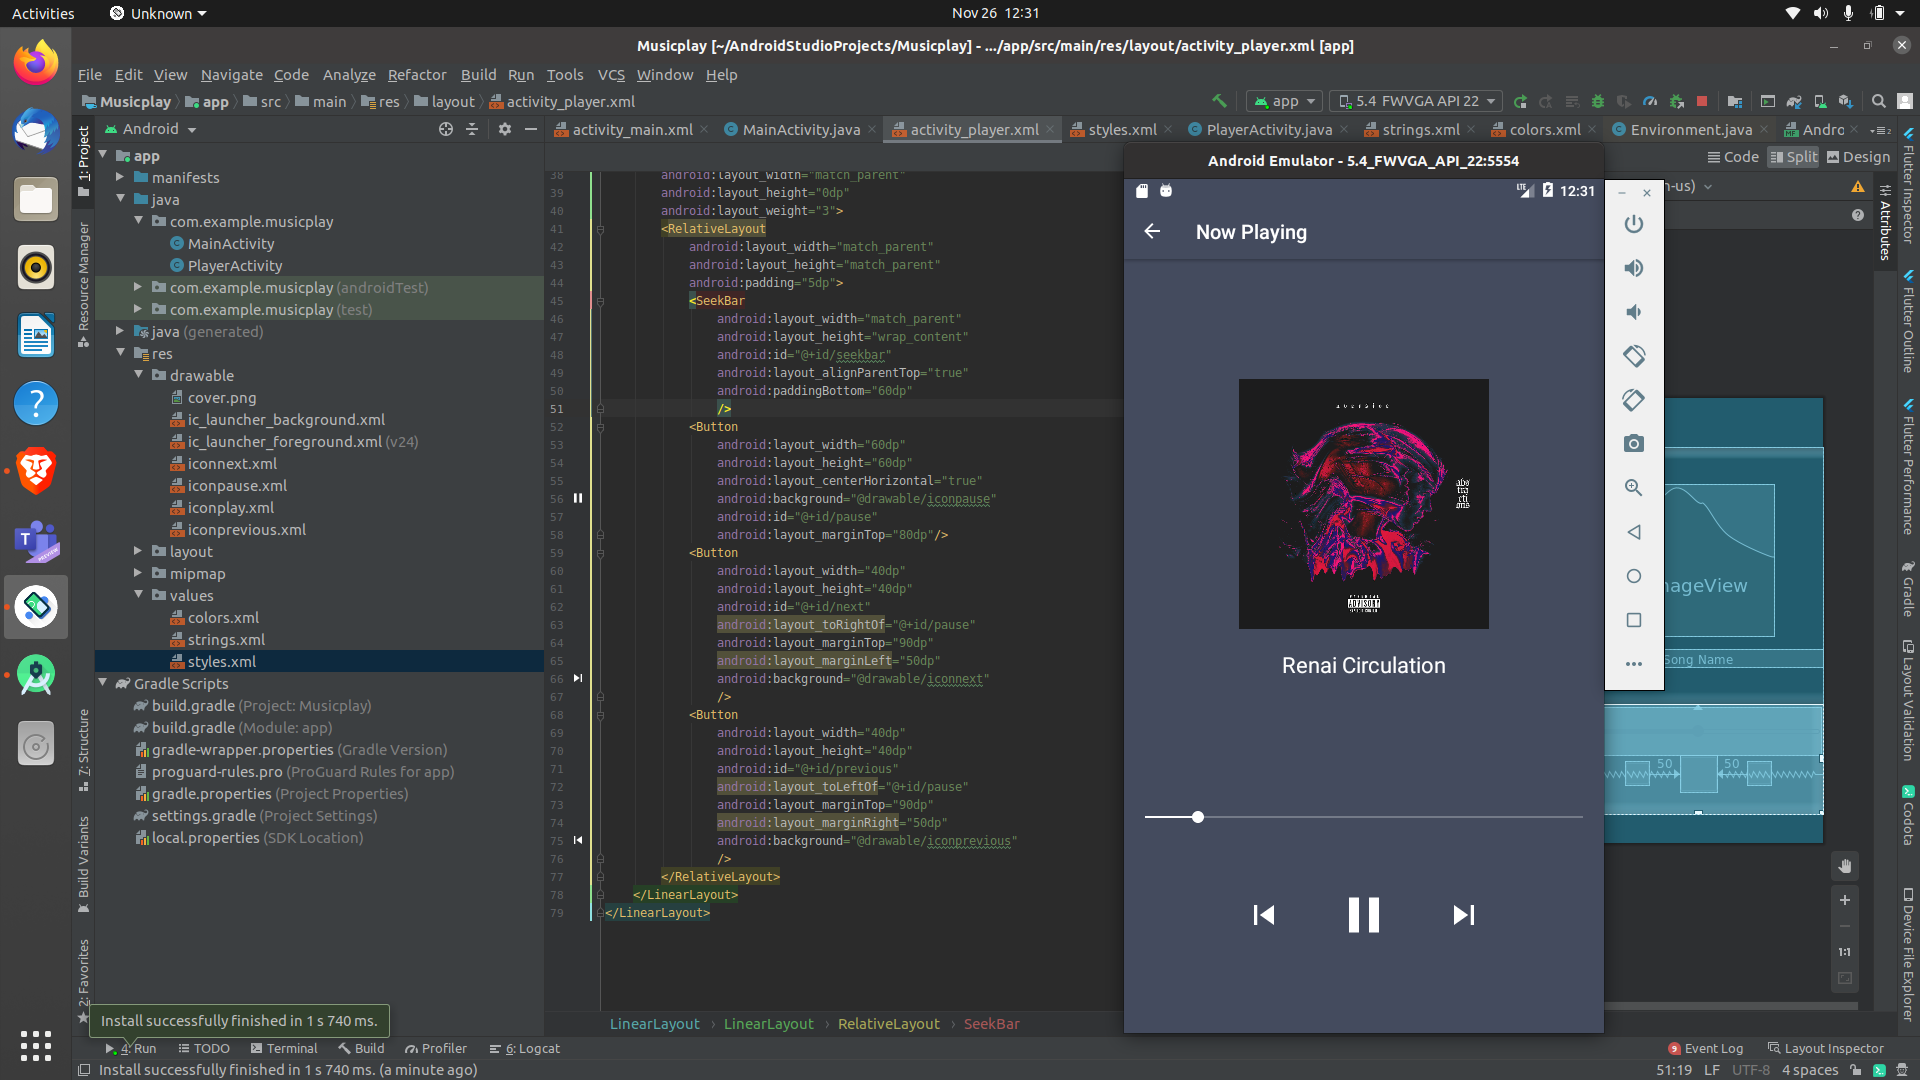 Activities
Unknown
Nov 26  12:31
Musicplay [~/AndroidStudioProjects/Musicplay] - .../app/src/main/res/layout/activity_player.xml [app]
File Edit View Navigate Code Analyze Refactor Build Run Tools VCS Window Help
Musicplay app src main res layout activity_player.xml
app
5.4  FWVGA API 22
Android
activity_main.xml
MainActivity.java
activity_player.xml
styles.xml
PlayerActivity.java
strings.xml
colors.xml
Environment.java
Andro
Code
Split
Design
1: Project
Resource Manager
7: Structure
Build Variants
2: Favorites
app
manifests
java
com.example.musicplay
MainActivity
PlayerActivity
com.example.musicplay (androidTest)
com.example.musicplay (test)
java (generated)
res
drawable
cover.png
ic_launcher_background.xml
ic_launcher_foreground.xml (v24)
iconnext.xml
iconpause.xml
iconplay.xml
iconprevious.xml
layout
mipmap
values
colors.xml
strings.xml
styles.xml
Gradle Scripts
build.gradle (Project: Musicplay)
build.gradle (Module: app)
gradle-wrapper.properties (Gradle Version)
proguard-rules.pro (ProGuard Rules for app)
gradle.properties (Project Properties)
settings.gradle (Project Settings)
local.properties (SDK Location)
38 android:layout_width="match_parent"
39 android:layout_height="0dp"
40 android:layout_weight="3">
41 <RelativeLayout
42 android:layout_width="match_parent"
43 android:layout_height="match_parent"
44 android:padding="5dp">
45 <SeekBar
46 android:layout_width="match_parent"
47 android:layout_height="wrap_content"
48 android:id="@+id/seekbar"
49 android:layout_alignParentTop="true"
50 android:paddingBottom="60dp"
51 />
52 <Button
53 android:layout_width="60dp"
54 android:layout_height="60dp"
55 android:layout_centerHorizontal="true"
56 android:background="@drawable/iconpause"
57 android:id="@+id/pause"
58 android:layout_marginTop="80dp"/>
59 <Button
60 android:layout_width="40dp"
61 android:layout_height="40dp"
62 android:id="@+id/next"
63 android:layout_toRightOf="@+id/pause"
64 android:layout_marginTop="90dp"
65 android:layout_marginLeft="50dp"
66 android:background="@drawable/iconnext"
67 />
68 <Button
69 android:layout_width="40dp"
70 android:layout_height="40dp"
71 android:id="@+id/previous"
72 android:layout_toLeftOf="@+id/pause"
73 android:layout_marginTop="90dp"
74 android:layout_marginRight="50dp"
75 android:background="@drawable/iconprevious"
76 />
77 </RelativeLayout>
78 </LinearLayout>
79 </LinearLayout>
LinearLayout › LinearLayout › RelativeLayout › SeekBar
Android Emulator - 5.4_FWVGA_API_22:5554
LTE
12:31
Now Playing
Renai Circulation
ADVISORY
n-us)
ageView
Song Name
50
50
1:1
Attributes
Flutter Inspector
Flutter Outline
Flutter Performance
Gradle
Layout Validation
Codota
Device File Explorer
Install successfully finished in 1 s 740 ms.
4: Run
TODO
Terminal
Build
Profiler
6: Logcat
9 Event Log
Layout Inspector
Install successfully finished in 1 s 740 ms. (a minute ago)
51:19 LF UTF-8 4 spaces